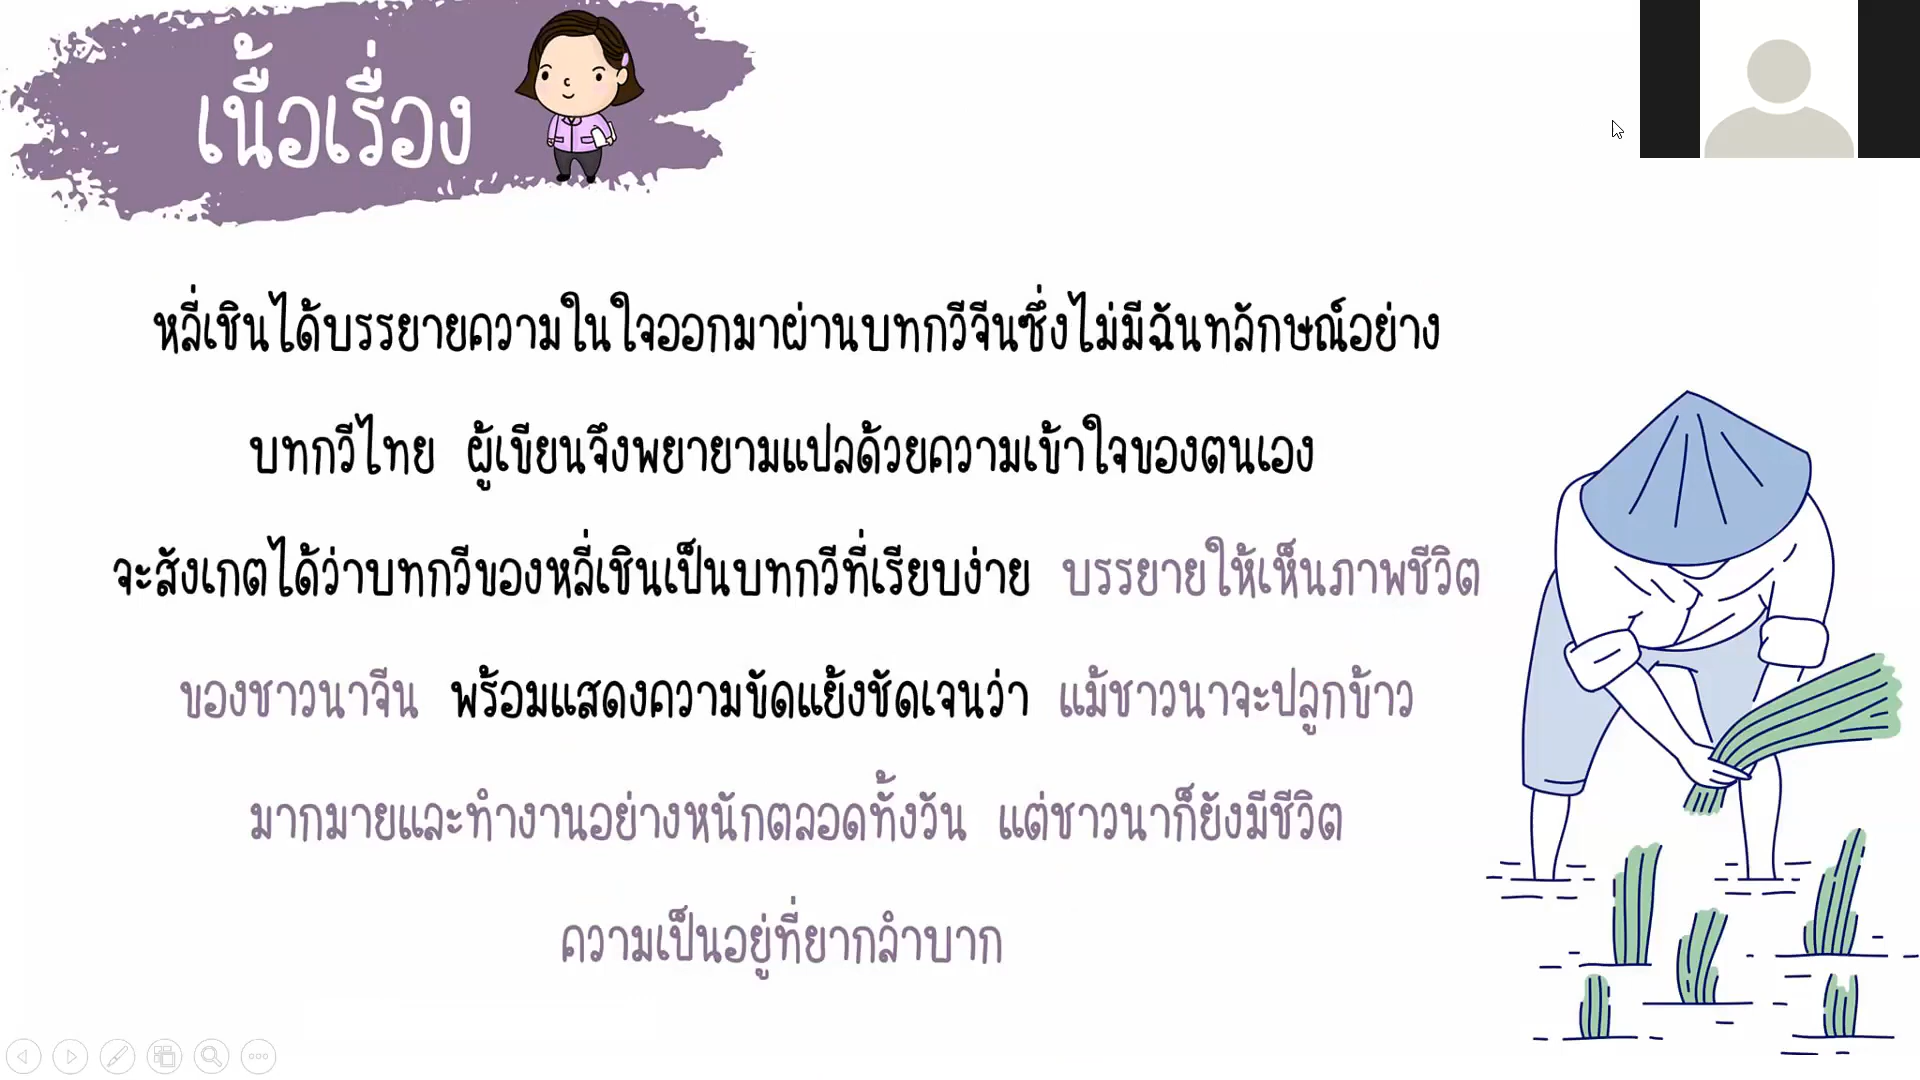 เนื้อเรื่อง
หลี่เชินได้บรรยายความในใจออกมาผ่านบทกวีจีนซึ่งไม่มีฉันทลักษณ์อย่าง
บทกวีไทย ผู้เขียนจึงพยายามแปลด้วยความเข้าใจของตนเอง
จะสังเกตได้ว่าบทกวีของหลี่เชินเป็นบทกวีที่เรียบง่าย บรรยายให้เห็นภาพชีวิต
ของชาวนาจีน พร้อมแสดงความขัดแย้งชัดเจนว่า แม้ชาวนาจะปลูกข้าว
มากมายและทำงานอย่างหนักตลอดทั้งวัน แต่ชาวนาก็ยังมีชีวิต
ความเป็นอยู่ที่ยากลำบาก